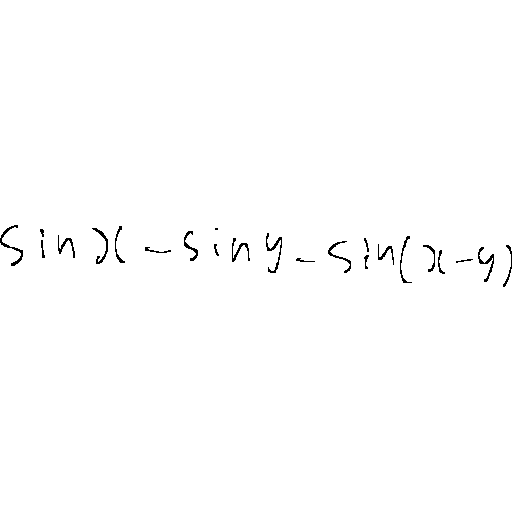 sin x - sin y - sin(x-y)